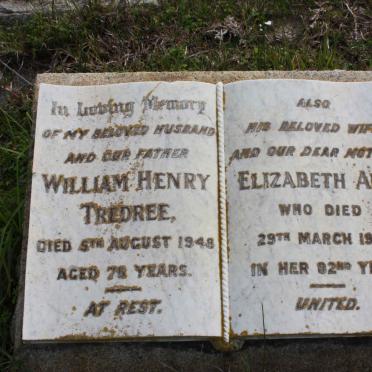 In Loving Memory
OF MY BELOVED HUSBAND
AND OUR FATHER
WILLIAM HENRY
TREDREE,
DIED 5TH AUGUST 1948
AGED 78 YEARS.
AT REST.
ALSO
HIS BELOVED
AND OUR DEAR
ELIZABETH
WHO DIED
29TH MARCH
IN HER 82ND
UNITED.